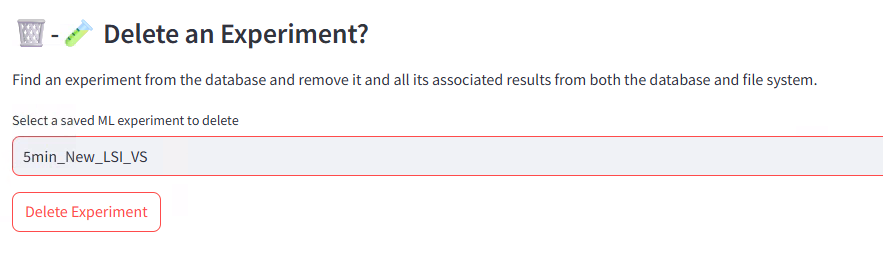 - Delete an Experiment?
Find an experiment from the database and remove it and all its associated results from both the database and file system.
Select a saved ML experiment to delete
5min_New_LSI_VS
Delete Experiment